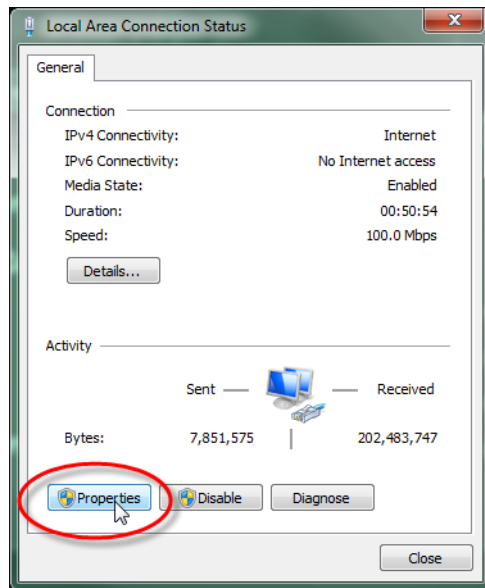 Local Area Connection Status
General
Connection
IPv4 Connectivity: Internet
IPv6 Connectivity: No Internet access
Media State: Enabled
Duration: 00:50:54
Speed: 100.0 Mbps
Details...
Activity
Sent Received
Bytes: 7,851,575 202,483,747
Properties Disable Diagnose
Close